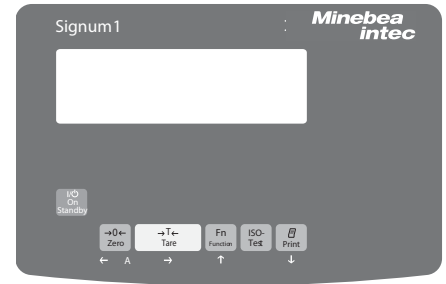 Signum1
Minebea
intec
I/⏻
On
Standby
→0← →T← Fn ISO-
Zero Tare Function Test Print
← A → ↑ ↓